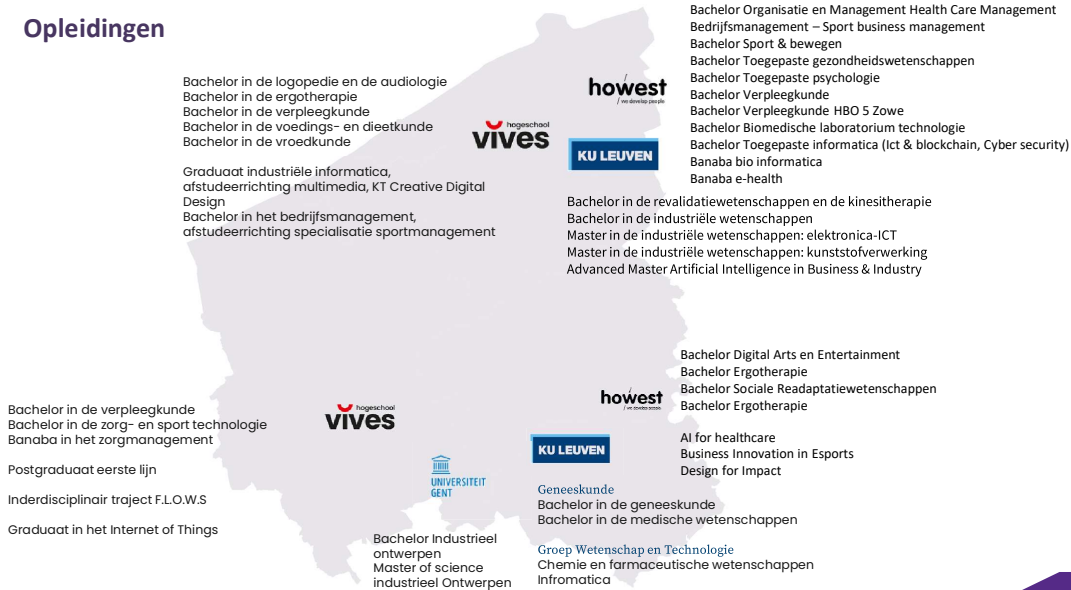 Opleidingen
Bachelor Organisatie en Management Health Care Management
Bedrijfsmanagement – Sport business management
Bachelor Sport & bewegen
Bachelor Toegepaste gezondheidswetenschappen
Bachelor Toegepaste psychologie
Bachelor Verpleegkunde
Bachelor Verpleegkunde HBO 5 Zowe
Bachelor Biomedische laboratorium technologie
Bachelor Toegepaste informatica (Ict & blockchain, Cyber security)
Banaba bio informatica
Banaba e-health
howest
we develop people
Bachelor in de logopedie en de audiologie
Bachelor in de ergotherapie
Bachelor in de verpleegkunde
Bachelor in de voedings- en dieetkunde
Bachelor in de vroedkunde
hogeschool
vives
KU LEUVEN
Graduaat industriële informatica,
afstudeerrichting multimedia, KT Creative Digital
Design
Bachelor in het bedrijfsmanagement,
afstudeerrichting specialisatie sportmanagement
Bachelor in de revalidatiewetenschappen en de kinesitherapie
Bachelor in de industriële wetenschappen
Master in de industriële wetenschappen: elektronica-ICT
Master in de industriële wetenschappen: kunststofverwerking
Advanced Master Artificial Intelligence in Business & Industry
Bachelor Digital Arts en Entertainment
Bachelor Ergotherapie
Bachelor Sociale Readaptatiewetenschappen
Bachelor Ergotherapie
howest
we develop people
AI for healthcare
Business Innovation in Esports
Design for Impact
Bachelor in de verpleegkunde
Bachelor in de zorg- en sport technologie
Banaba in het zorgmanagement
hogeschool
vives
Postgraduaat eerste lijn
Inderdisciplinair traject F.L.O.W.S
Graduaat in het Internet of Things
KU LEUVEN
UNIVERSITEIT
GENT
Geneeskunde
Bachelor in de geneeskunde
Bachelor in de medische wetenschappen
Bachelor Industrieel
ontwerpen
Master of science
industrieel Ontwerpen
Groep Wetenschap en Technologie
Chemie en farmaceutische wetenschappen
Infromatica